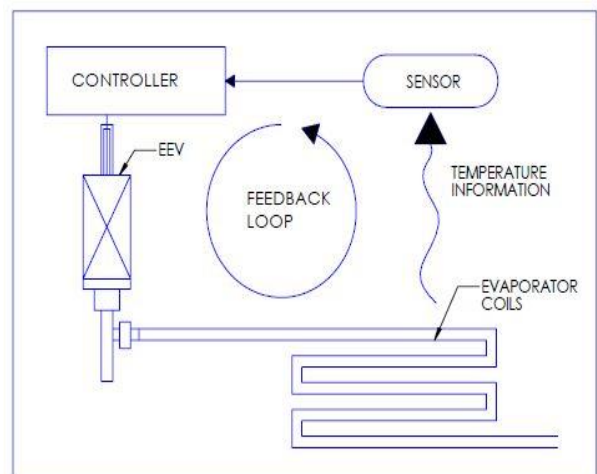 CONTROLLER
SENSOR
EEV
FEEDBACK
LOOP
TEMPERATURE
INFORMATION
EVAPORATOR
COILS